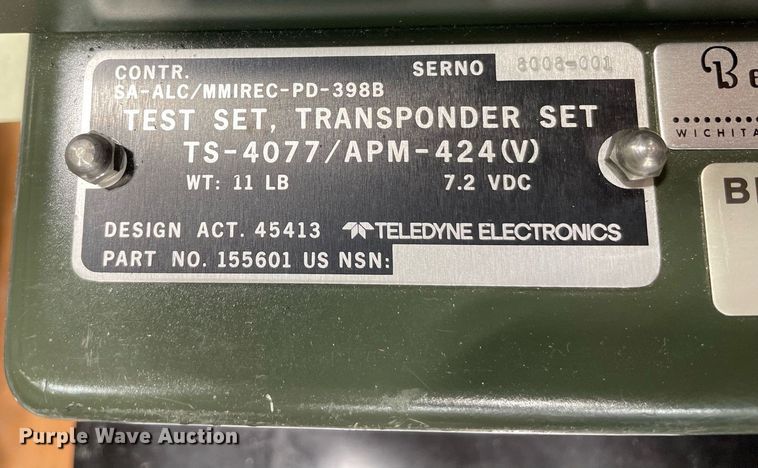 CONTR. SERNO 8008-001
SA-ALC/MMIREC-PD-398B
TEST SET, TRANSPONDER SET
TS-4077/APM-424(V)
WT: 11 LB 7.2 VDC
DESIGN ACT. 45413 TELEDYNE ELECTRONICS
PART NO. 155601 US NSN:
WICHITA
Purple Wave Auction